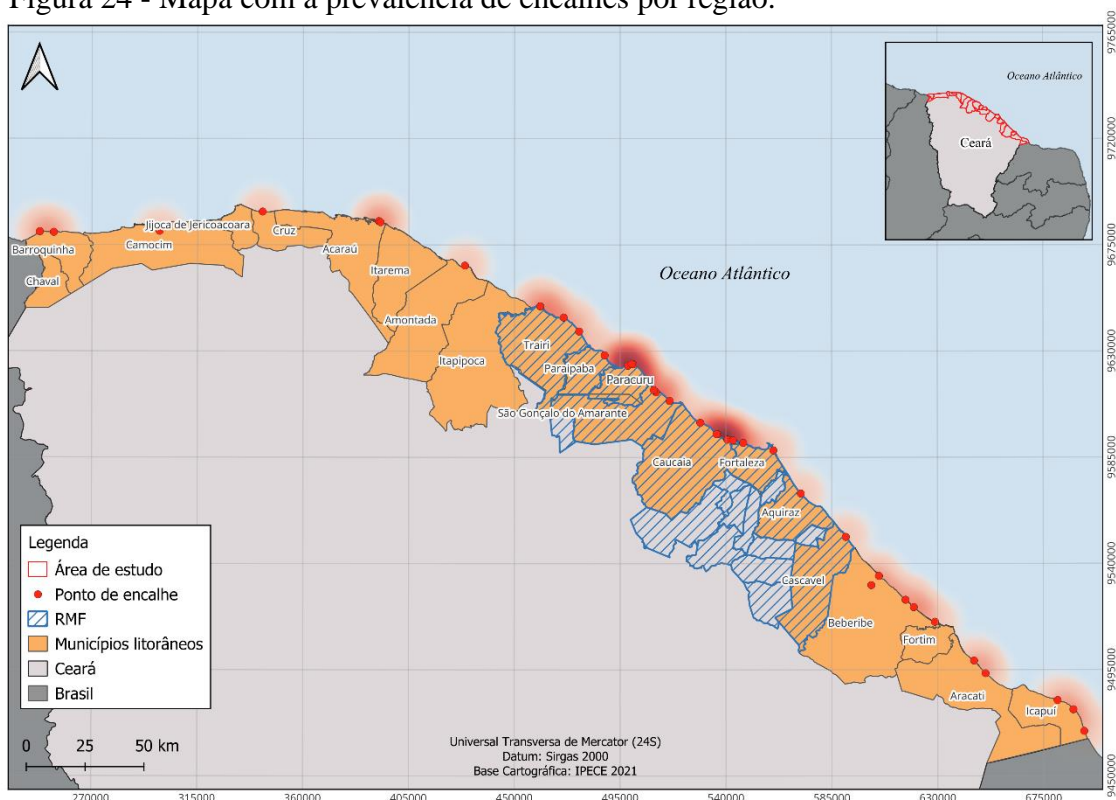 Figura 24 - Mapa com a prevalência de encalhes por região.
Oceano Atlântico
Ceará
9765000
9720000
9675000
9630000
9585000
9540000
9495000
9450000
Oceano Atlântico
Barroquinha
Chaval
Camocim
Jijoca de Jericoacoara
Cruz
Acaraú
Itarema
Amontada
Itapipoca
Trairi
Paraipaba
Paracuru
São Gonçalo do Amarante
Caucaia
Fortaleza
Aquiraz
Cascavel
Beberibe
Fortim
Aracati
Icapuí
Legenda
Área de estudo
Ponto de encalhe
RMF
Municípios litorâneos
Ceará
Brasil
0 25 50 km
Universal Transversa de Mercator (24S)
Datum: Sirgas 2000
Base Cartográfica: IPECE 2021
270000 315000 360000 405000 450000 495000 540000 585000 630000 675000